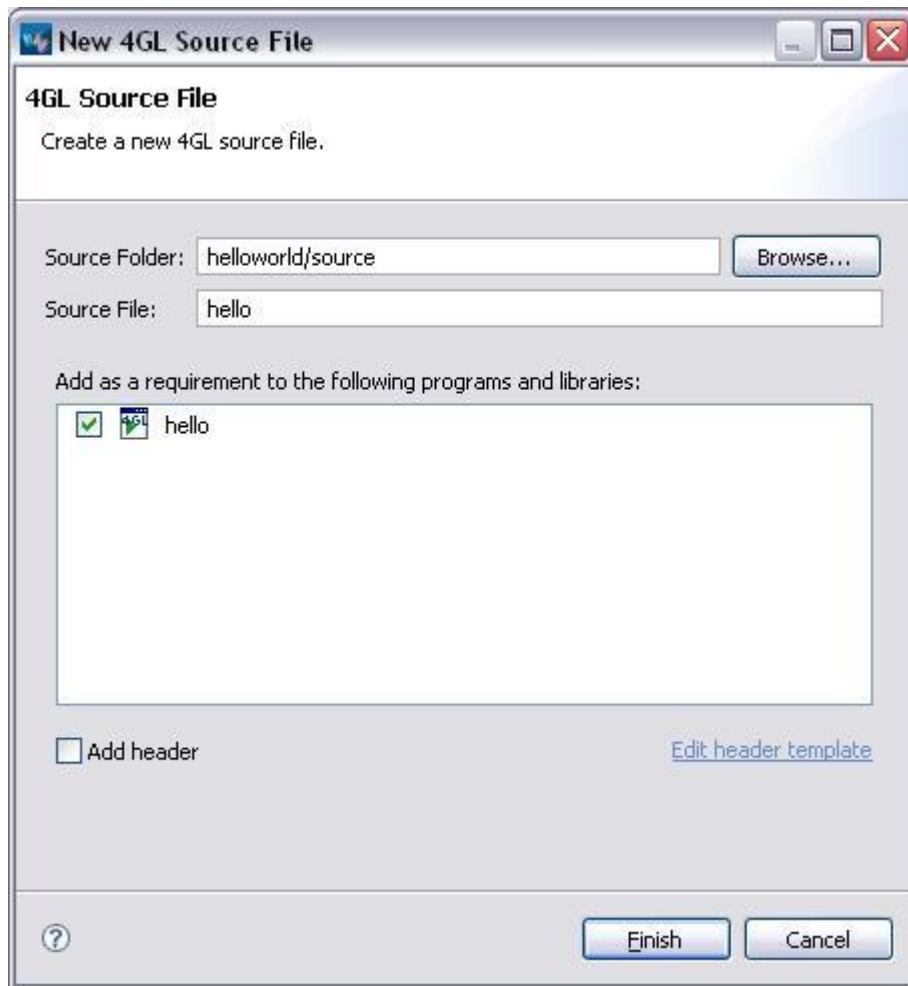 New 4GL Source File
4GL Source File
Create a new 4GL source file.
Source Folder: helloworld/source Browse...
Source File: hello
Add as a requirement to the following programs and libraries:
4GL hello
Add header Edit header template
? Finish Cancel